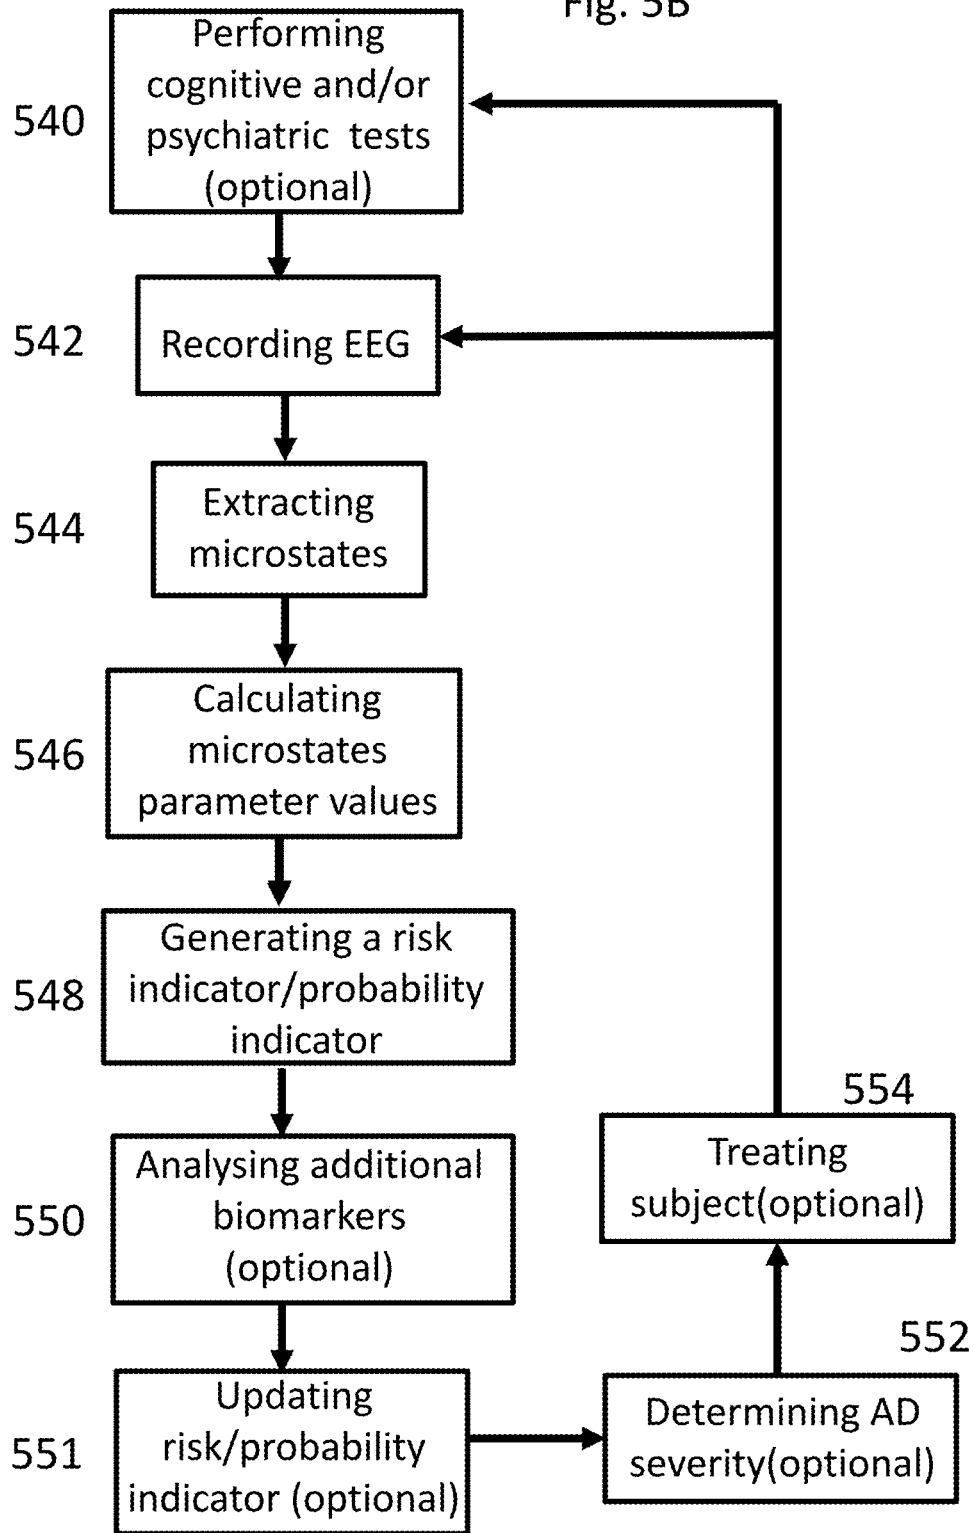 Fig. 5B
Performing
cognitive and/or
psychiatric tests
(optional)
540
Recording EEG
542
Extracting
microstates
544
Calculating
microstates
parameter values
546
Generating a risk
indicator/probability
indicator
548
Analysing additional
biomarkers
(optional)
550
Updating
risk/probability
indicator (optional)
551
552
Determining AD
severity(optional)
554
Treating
subject(optional)